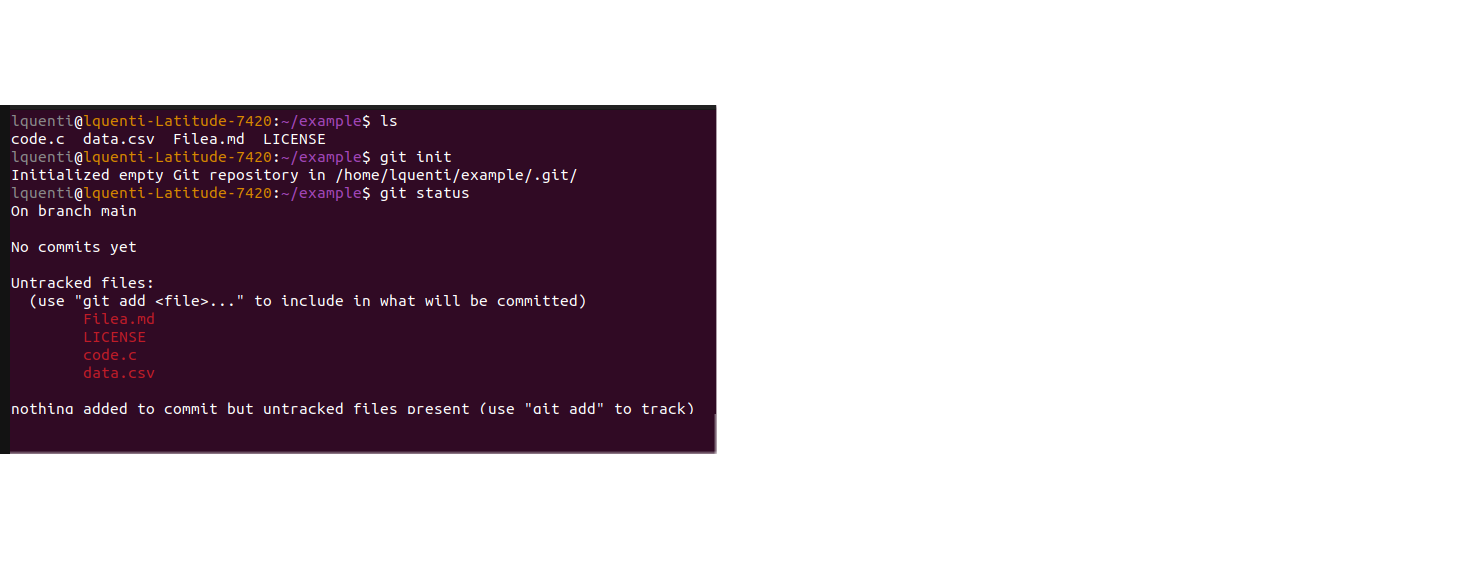 lquenti@lquenti-Latitude-7420:~/example$ ls
code.c  data.csv  Filea.md  LICENSE
lquenti@lquenti-Latitude-7420:~/example$ git init
Initialized empty Git repository in /home/lquenti/example/.git/
lquenti@lquenti-Latitude-7420:~/example$ git status
On branch main

No commits yet

Untracked files:
  (use "git add <file>..." to include in what will be committed)
        Filea.md
        LICENSE
        code.c
        data.csv

nothing added to commit but untracked files present (use "git add" to track)